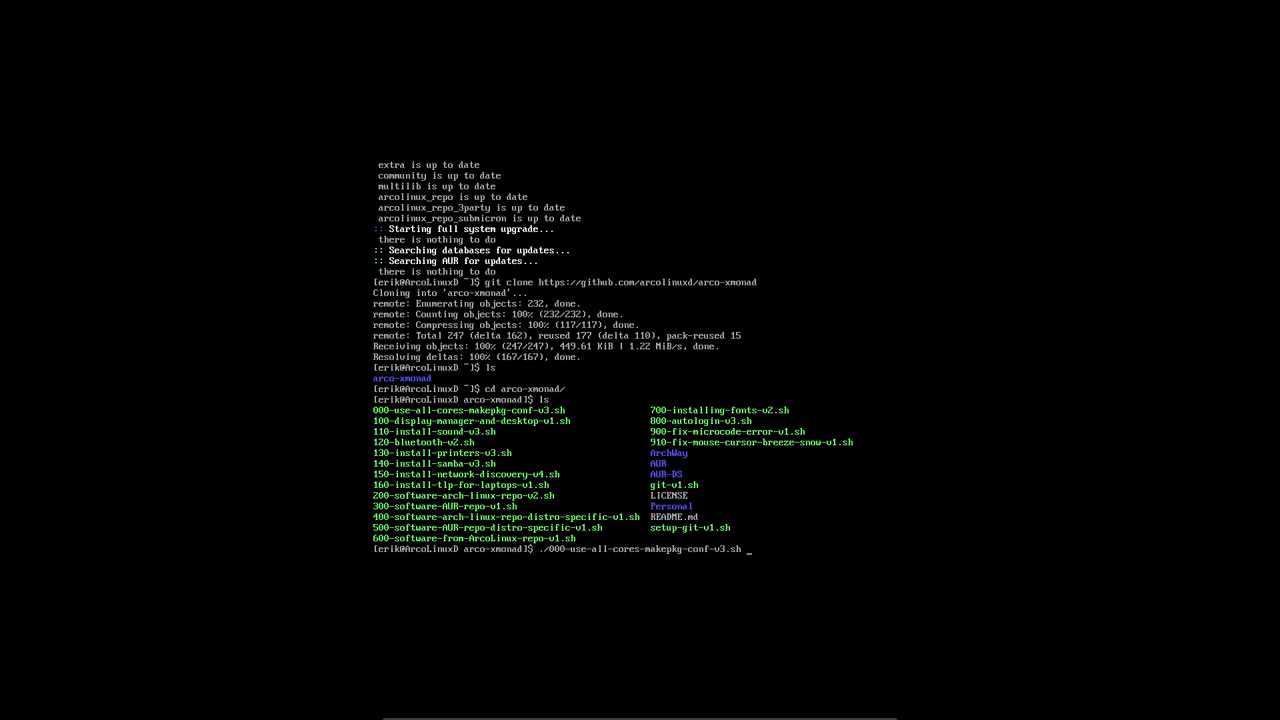 extra is up to date
community is up to date
multilib is up to date
arcolinux_repo is up to date
arcolinux_repo_3party is up to date
arcolinux_repo_submicron is up to date
:: Starting full system upgrade...
there is nothing to do
:: Searching databases for updates...
:: Searching AUR for updates...
there is nothing to do
[erik@ArcoLinuxD ~]$ git clone https://github.com/arcolinuxd/arco-xmonad
Cloning into 'arco-xmonad'...
remote: Enumerating objects: 232, done.
remote: Counting objects: 100% (232/232), done.
remote: Compressing objects: 100% (117/117), done.
remote: Total 247 (delta 162), reused 177 (delta 110), pack-reused 15
Receiving objects: 100% (247/247), 449.61 KiB | 1.22 MiB/s, done.
Resolving deltas: 100% (167/167), done.
[erik@ArcoLinuxD ~]$ ls
arco-xmonad
[erik@ArcoLinuxD ~]$ cd arco-xmonad/
[erik@ArcoLinuxD arco-xmonad]$ ls
000-use-all-cores-makepkg-conf-v3.sh 700-installing-fonts-v2.sh
100-display-manager-and-desktop-v1.sh 800-autologin-v3.sh
110-install-sound-v3.sh 900-fix-microcode-error-v1.sh
120-bluetooth-v2.sh 910-fix-mouse-cursor-breeze-snow-v1.sh
130-install-printers-v3.sh ArchWay
140-install-samba-v3.sh AUR
150-install-network-discovery-v4.sh AUR-DS
160-install-tlp-for-laptops-v1.sh git-v1.sh
200-software-arch-linux-repo-v2.sh LICENSE
300-software-AUR-repo-v1.sh Personal
400-software-arch-linux-repo-distro-specific-v1.sh README.md
500-software-AUR-repo-distro-specific-v1.sh setup-git-v1.sh
600-software-from-ArcoLinux-repo-v1.sh
[erik@ArcoLinuxD arco-xmonad]$ ./000-use-all-cores-makepkg-conf-v3.sh _